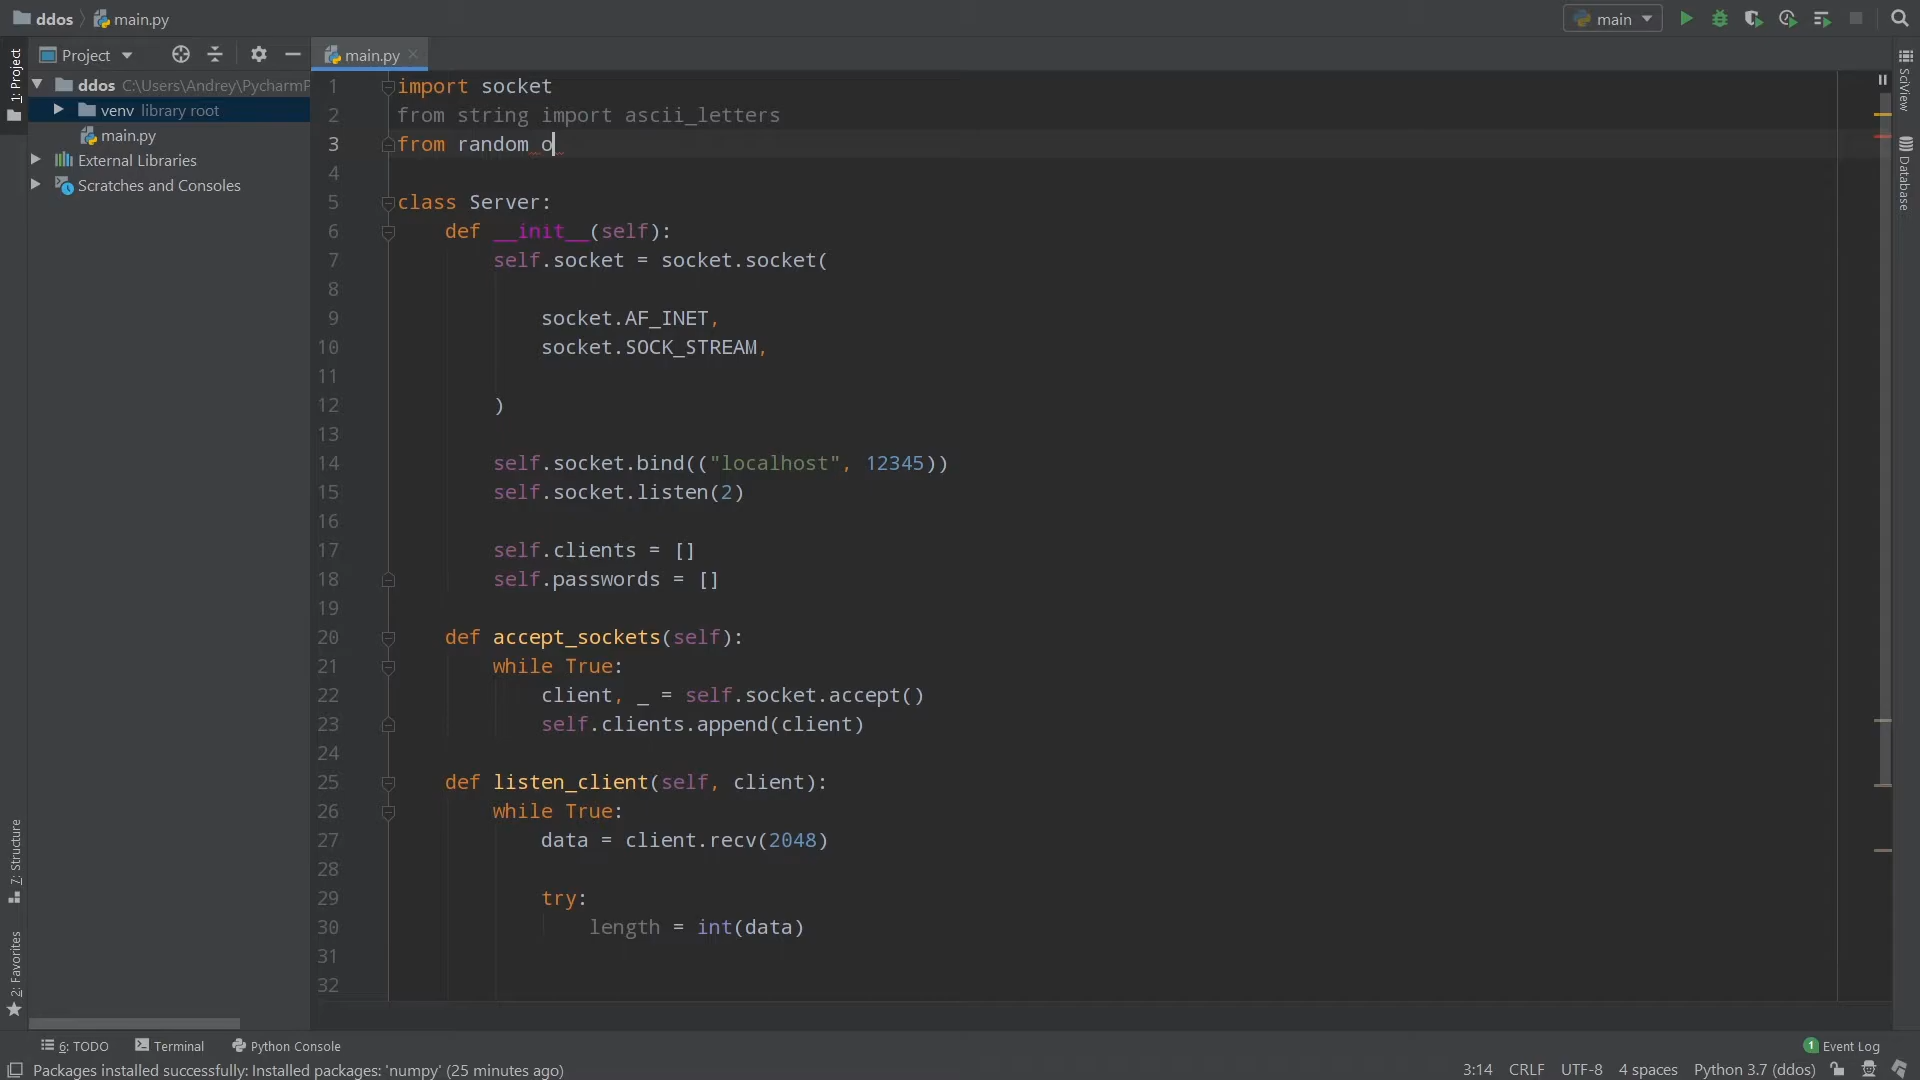 ddos
main.py
main
Project
main.py
1: Project
ddos C:\Users\Andrey\Pycharm
venv library root
main.py
External Libraries
Scratches and Consoles
1 import socket
2 from string import ascii_letters
3 from random o
4
5 class Server:
6 def __init__(self):
7 self.socket = socket.socket(
8
9 socket.AF_INET,
10 socket.SOCK_STREAM,
11
12 )
13
14 self.socket.bind(("localhost", 12345))
15 self.socket.listen(2)
16
17 self.clients = []
18 self.passwords = []
19
20 def accept_sockets(self):
21 while True:
22 client, _ = self.socket.accept()
23 self.clients.append(client)
24
25 def listen_client(self, client):
26 while True:
27 data = client.recv(2048)
28
29 try:
30 length = int(data)
31
32
SciView
Database
7: Structure
2: Favorites
6: TODO
Terminal
Python Console
1 Event Log
Packages installed successfully: Installed packages: 'numpy' (25 minutes ago)
3:14 CRLF UTF-8 4 spaces Python 3.7 (ddos)